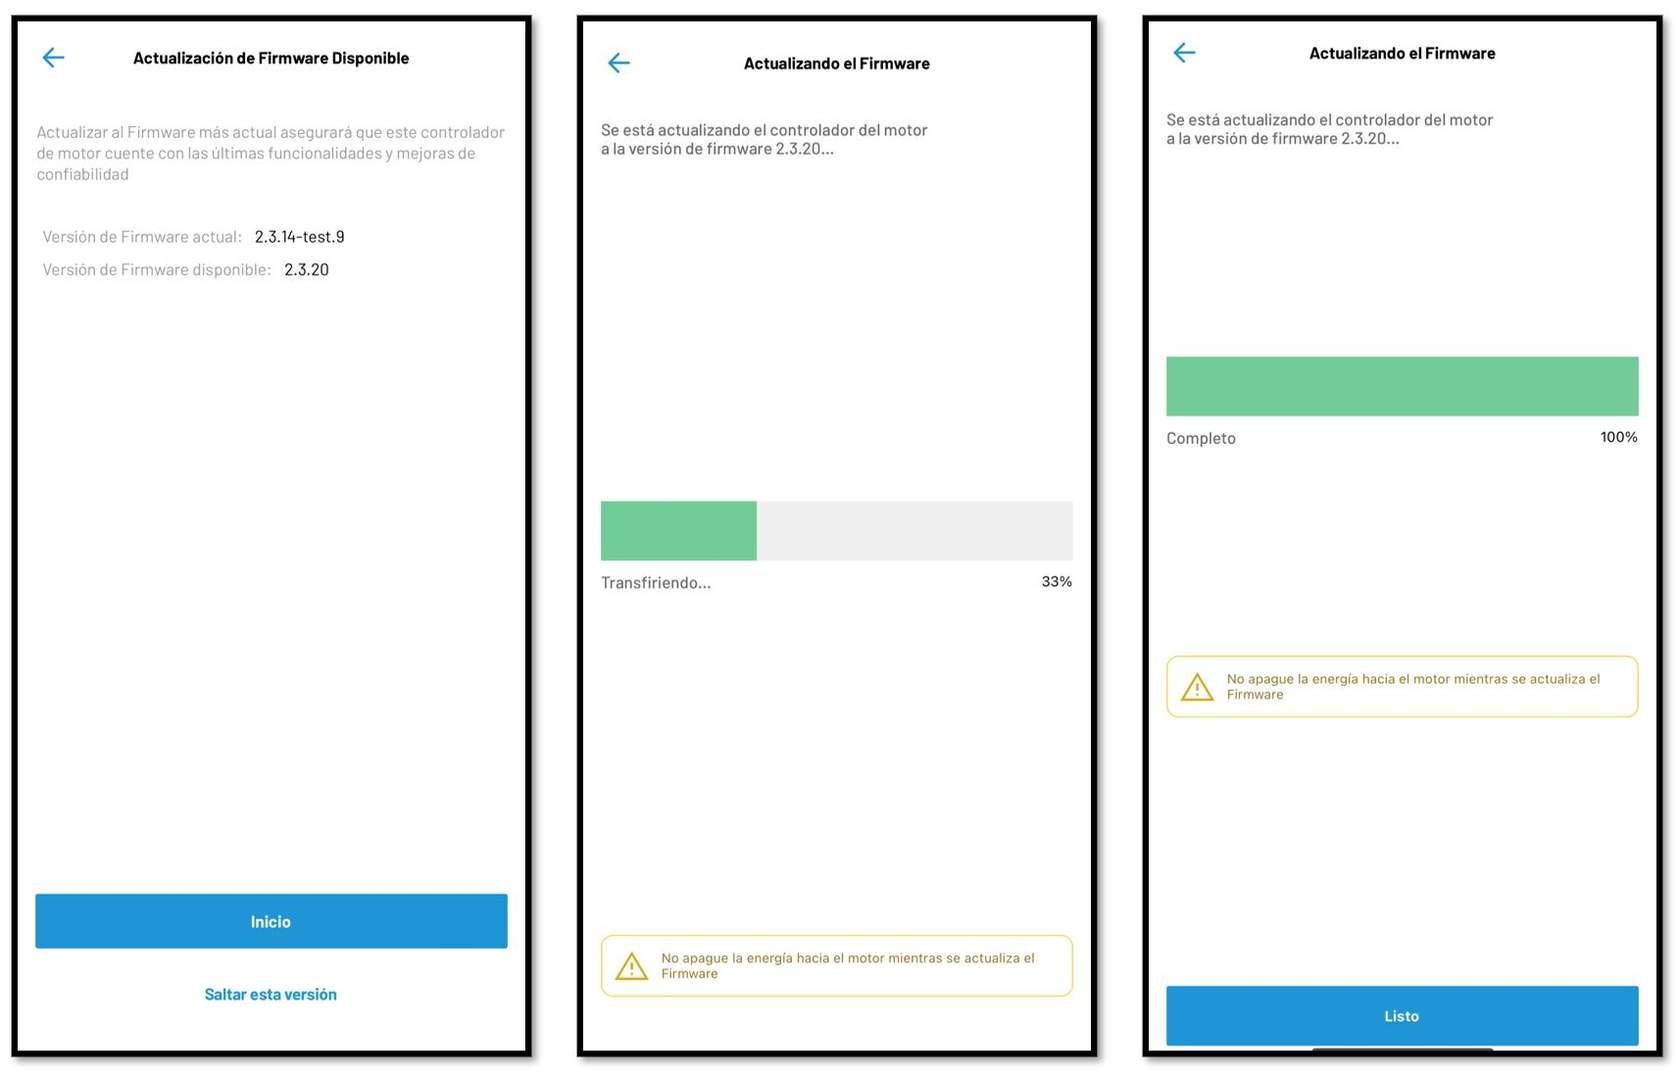 Actualización de Firmware Disponible
Actualizar al Firmware más actual asegurará que este controlador
de motor cuente con las últimas funcionalidades y mejoras de
confiabilidad
Versión de Firmware actual: 2.3.14-test.9
Versión de Firmware disponible: 2.3.20
Inicio
Saltar esta versión
Actualizando el Firmware
Se está actualizando el controlador del motor
a la versión de firmware 2.3.20...
Transfiriendo... 33%
No apague la energía hacia el motor mientras se actualiza el
Firmware
Actualizando el Firmware
Se está actualizando el controlador del motor
a la versión de firmware 2.3.20...
Completo 100%
No apague la energía hacia el motor mientras se actualiza el
Firmware
Listo